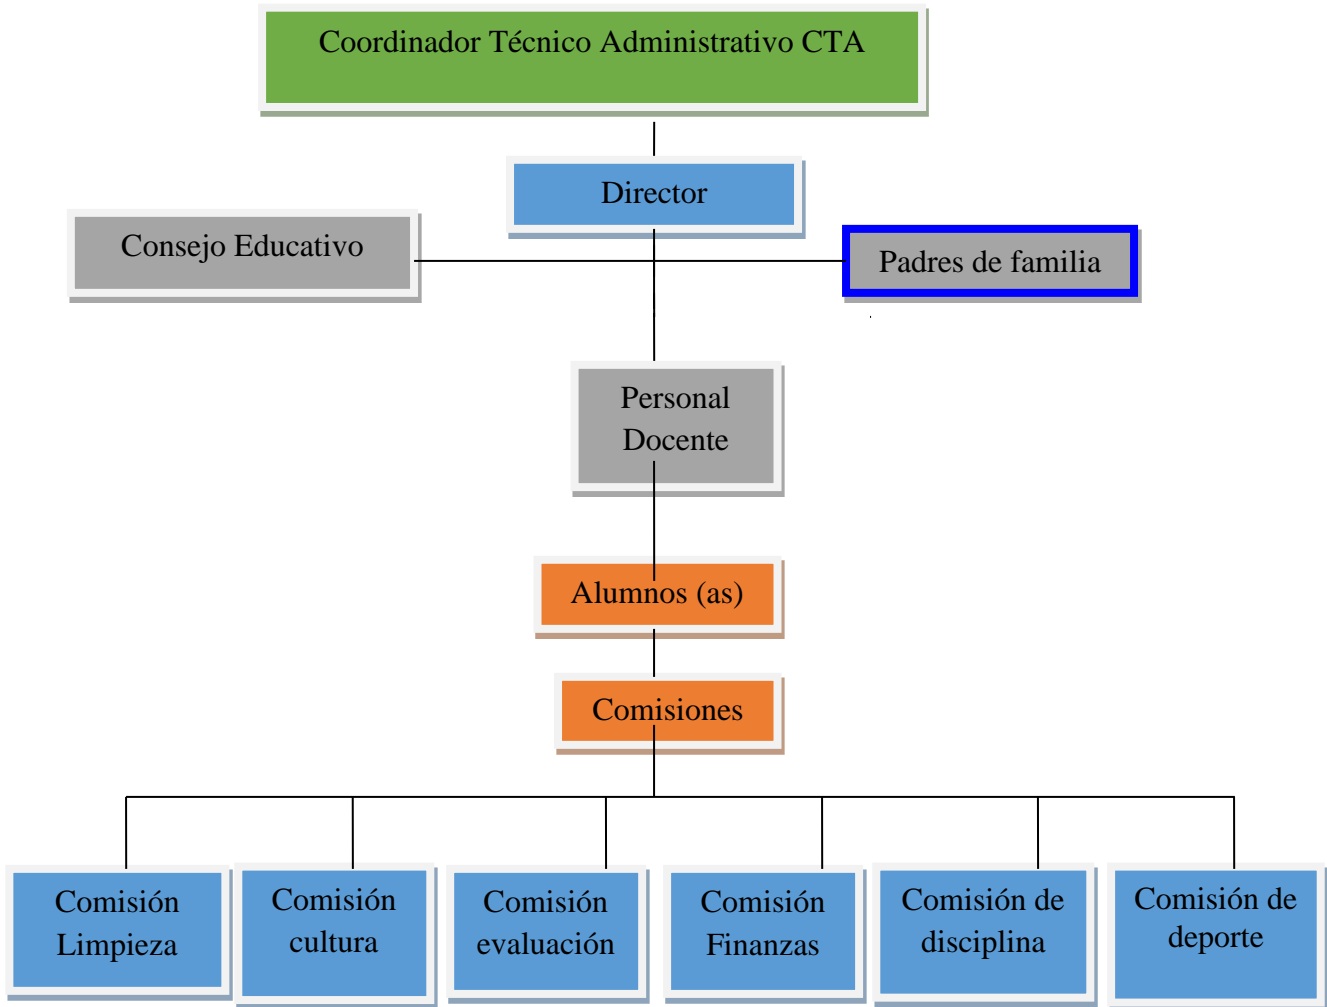 Coordinador Técnico Administrativo CTA
Director
Consejo Educativo
Padres de familia
Personal
Docente
Alumnos (as)
Comisiones
Comisión
Limpieza
Comisión
cultura
Comisión
evaluación
Comisión
Finanzas
Comisión de
disciplina
Comisión de
deporte